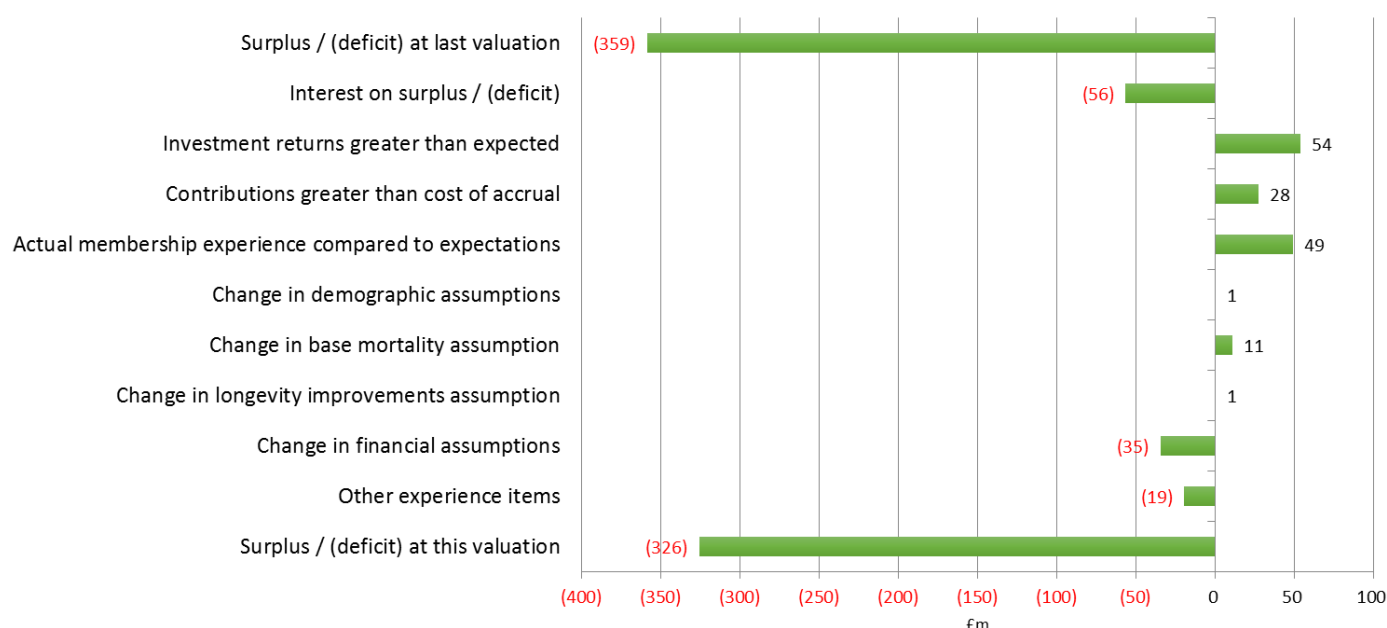 Surplus / (deficit) at last valuation (359)
Interest on surplus / (deficit) (56)
Investment returns greater than expected 54
Contributions greater than cost of accrual 28
Actual membership experience compared to expectations 49
Change in demographic assumptions 1
Change in base mortality assumption 11
Change in longevity improvements assumption 1
Change in financial assumptions (35)
Other experience items (19)
Surplus / (deficit) at this valuation (326)
(400) (350) (300) (250) (200) (150) (100) (50) 0 50 100
£m